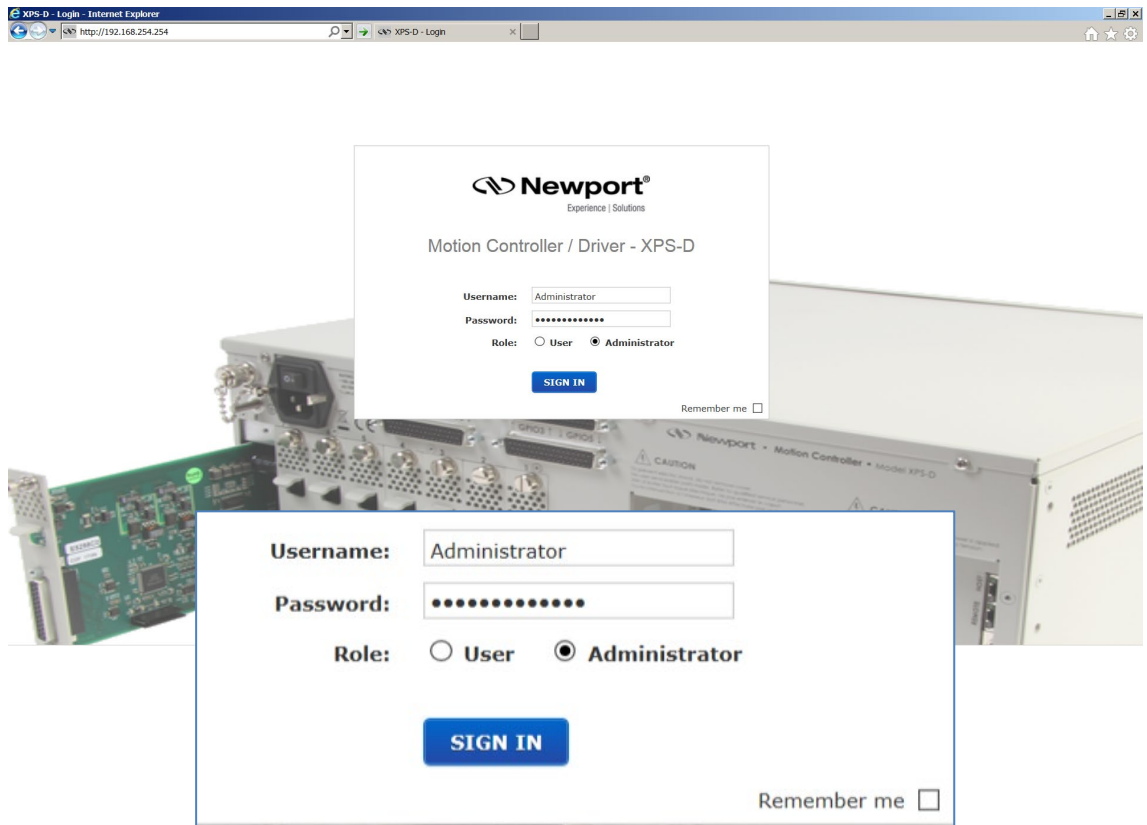 XPS-D - Login - Internet Explorer
http://192.168.254.254
XPS-D - Login
Newport®
Experience | Solutions
Motion Controller / Driver - XPS-D
Username: Administrator
Password: •••••••••••••
Role: User Administrator
SIGN IN
Remember me
GPIO3 GPIO5
Newport • Motion Controller • Model XPS-D
CAUTION
Username: Administrator
Password: •••••••••••••
Role: User Administrator
SIGN IN
Remember me